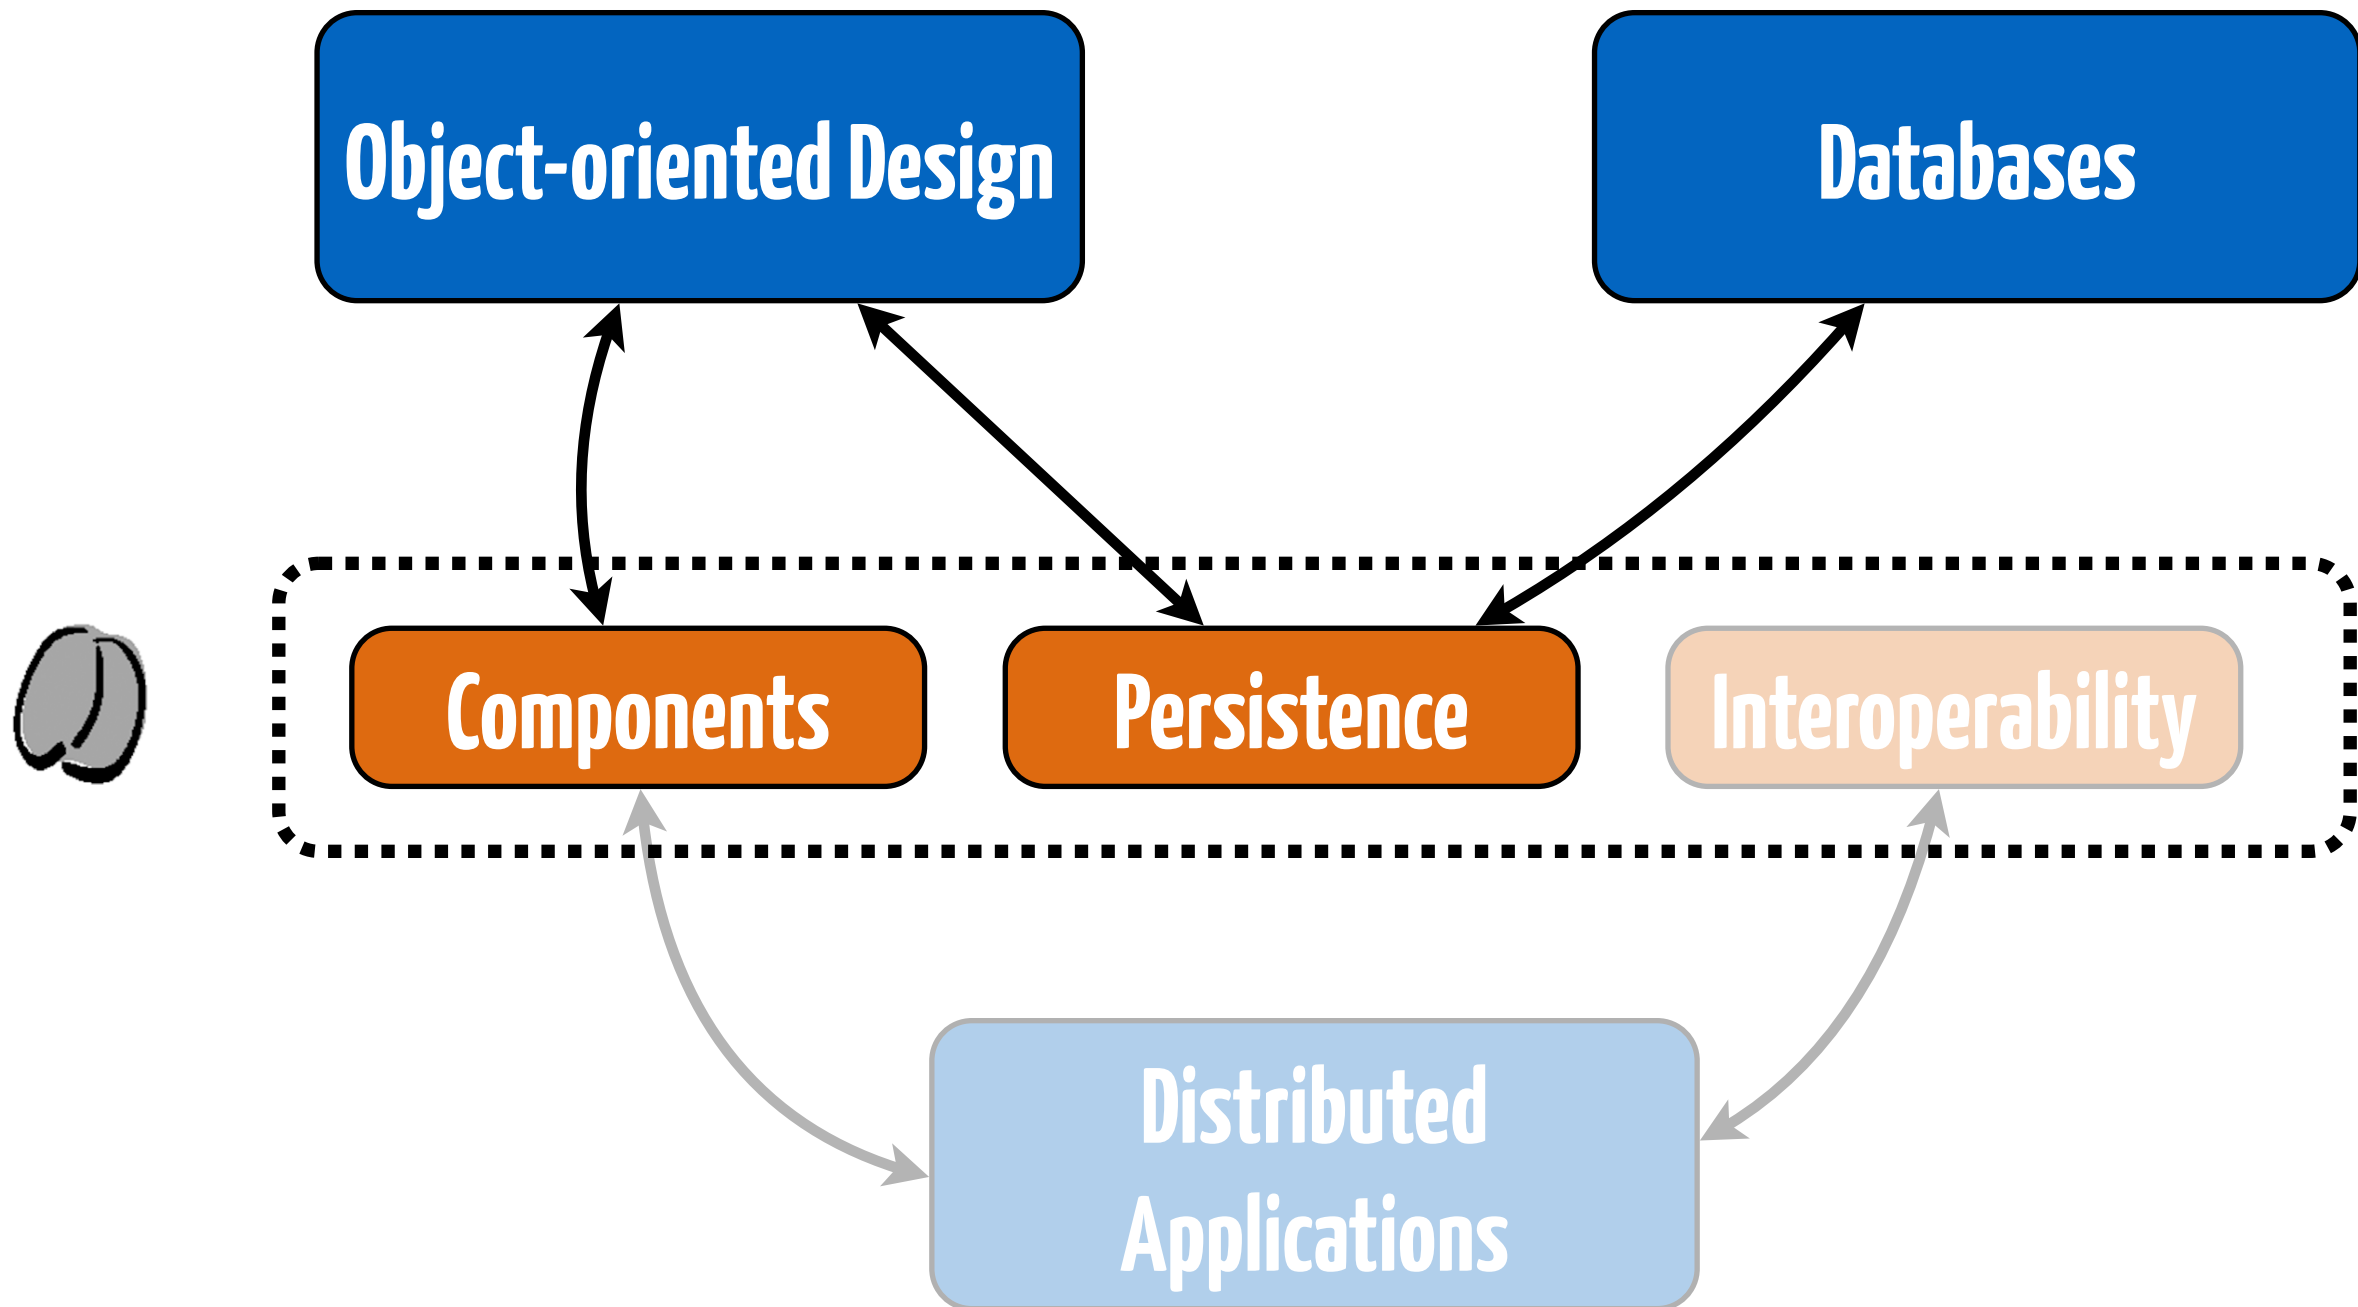 Object-oriented Design
Databases
Components
Persistence
Interoperability
Distributed
Applications